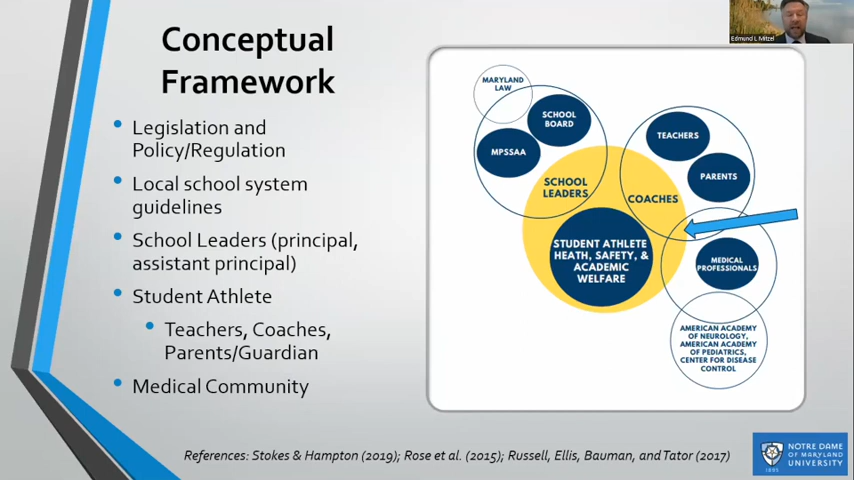 Edmund L Mitzel
Conceptual
Framework
Legislation and
Policy/Regulation
Local school system
guidelines
School Leaders (principal,
assistant principal)
Student Athlete
Teachers, Coaches,
Parents/Guardian
Medical Community
MARYLAND
LAW
SCHOOL
BOARD
MPSSAA
SCHOOL
LEADERS
TEACHERS
PARENTS
COACHES
STUDENT ATHLETE
HEATH, SAFETY, &
ACADEMIC
WELFARE
MEDICAL
PROFESSIONALS
AMERICAN ACADEMY
OF NEUROLOGY,
AMERICAN ACADEMY
OF PEDIATRICS,
CENTER FOR DISEASE
CONTROL
References: Stokes & Hampton (2019); Rose et al. (2015); Russell, Ellis, Bauman, and Tator (2017)
1895
NOTRE DAME
OF MARYLAND
UNIVERSITY